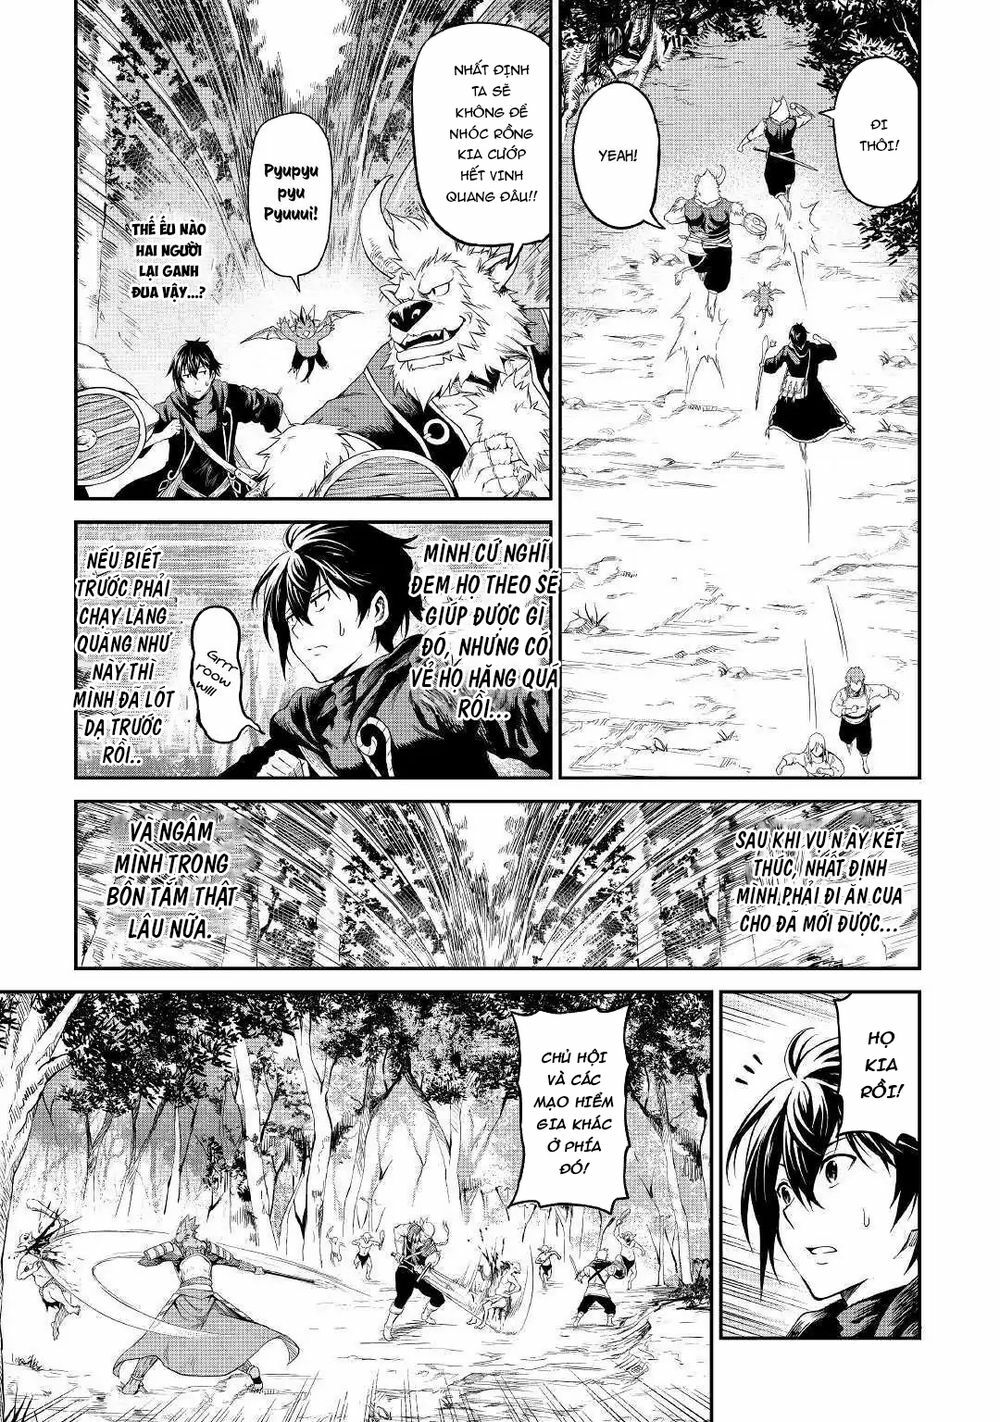 ĐI
THÔI!
YEAH!
NHẤT ĐỊNH
TA SẼ
KHÔNG ĐỂ
NHÓC RỒNG
KIA CƯỚP
HẾT VINH
QUANG ĐÂU!!
Pyupyu
pyu
Pyuuui!
THẾ ẾU NÀO
HAI NGƯỜI
LẠI GANH
ĐUA VẬY...?
MÌNH CỨ NGHĨ
ĐEM HỌ THEO SẼ
GIÚP ĐƯỢC GÌ
ĐÓ, NHƯNG CÓ
VẺ HỌ HĂNG QUÁ
RỒI...
Grrr
roow
wlll
NẾU BIẾT
TRƯỚC PHẢI
CHẠY LĂNG
QUĂNG NHƯ
NÀY THÌ
MÌNH ĐÃ LÓT
DẠ TRƯỚC
RỒI..
SAU KHI VỤ N ÀY KẾT
THÚC, NHẤT ĐỊNH
MÌNH PHẢI ĐI ĂN CUA
CHO ĐÃ MỚI ĐƯỢC...
VÀ NGÂM
MÌNH TRONG
BỒN TẮM THẬT
LÂU NỮA.
HỌ
KIA
RỒI!
CHỦ HỘI
VÀ CÁC
MẠO HIỂM
GIA KHÁC
Ở PHÍA
ĐÓ!